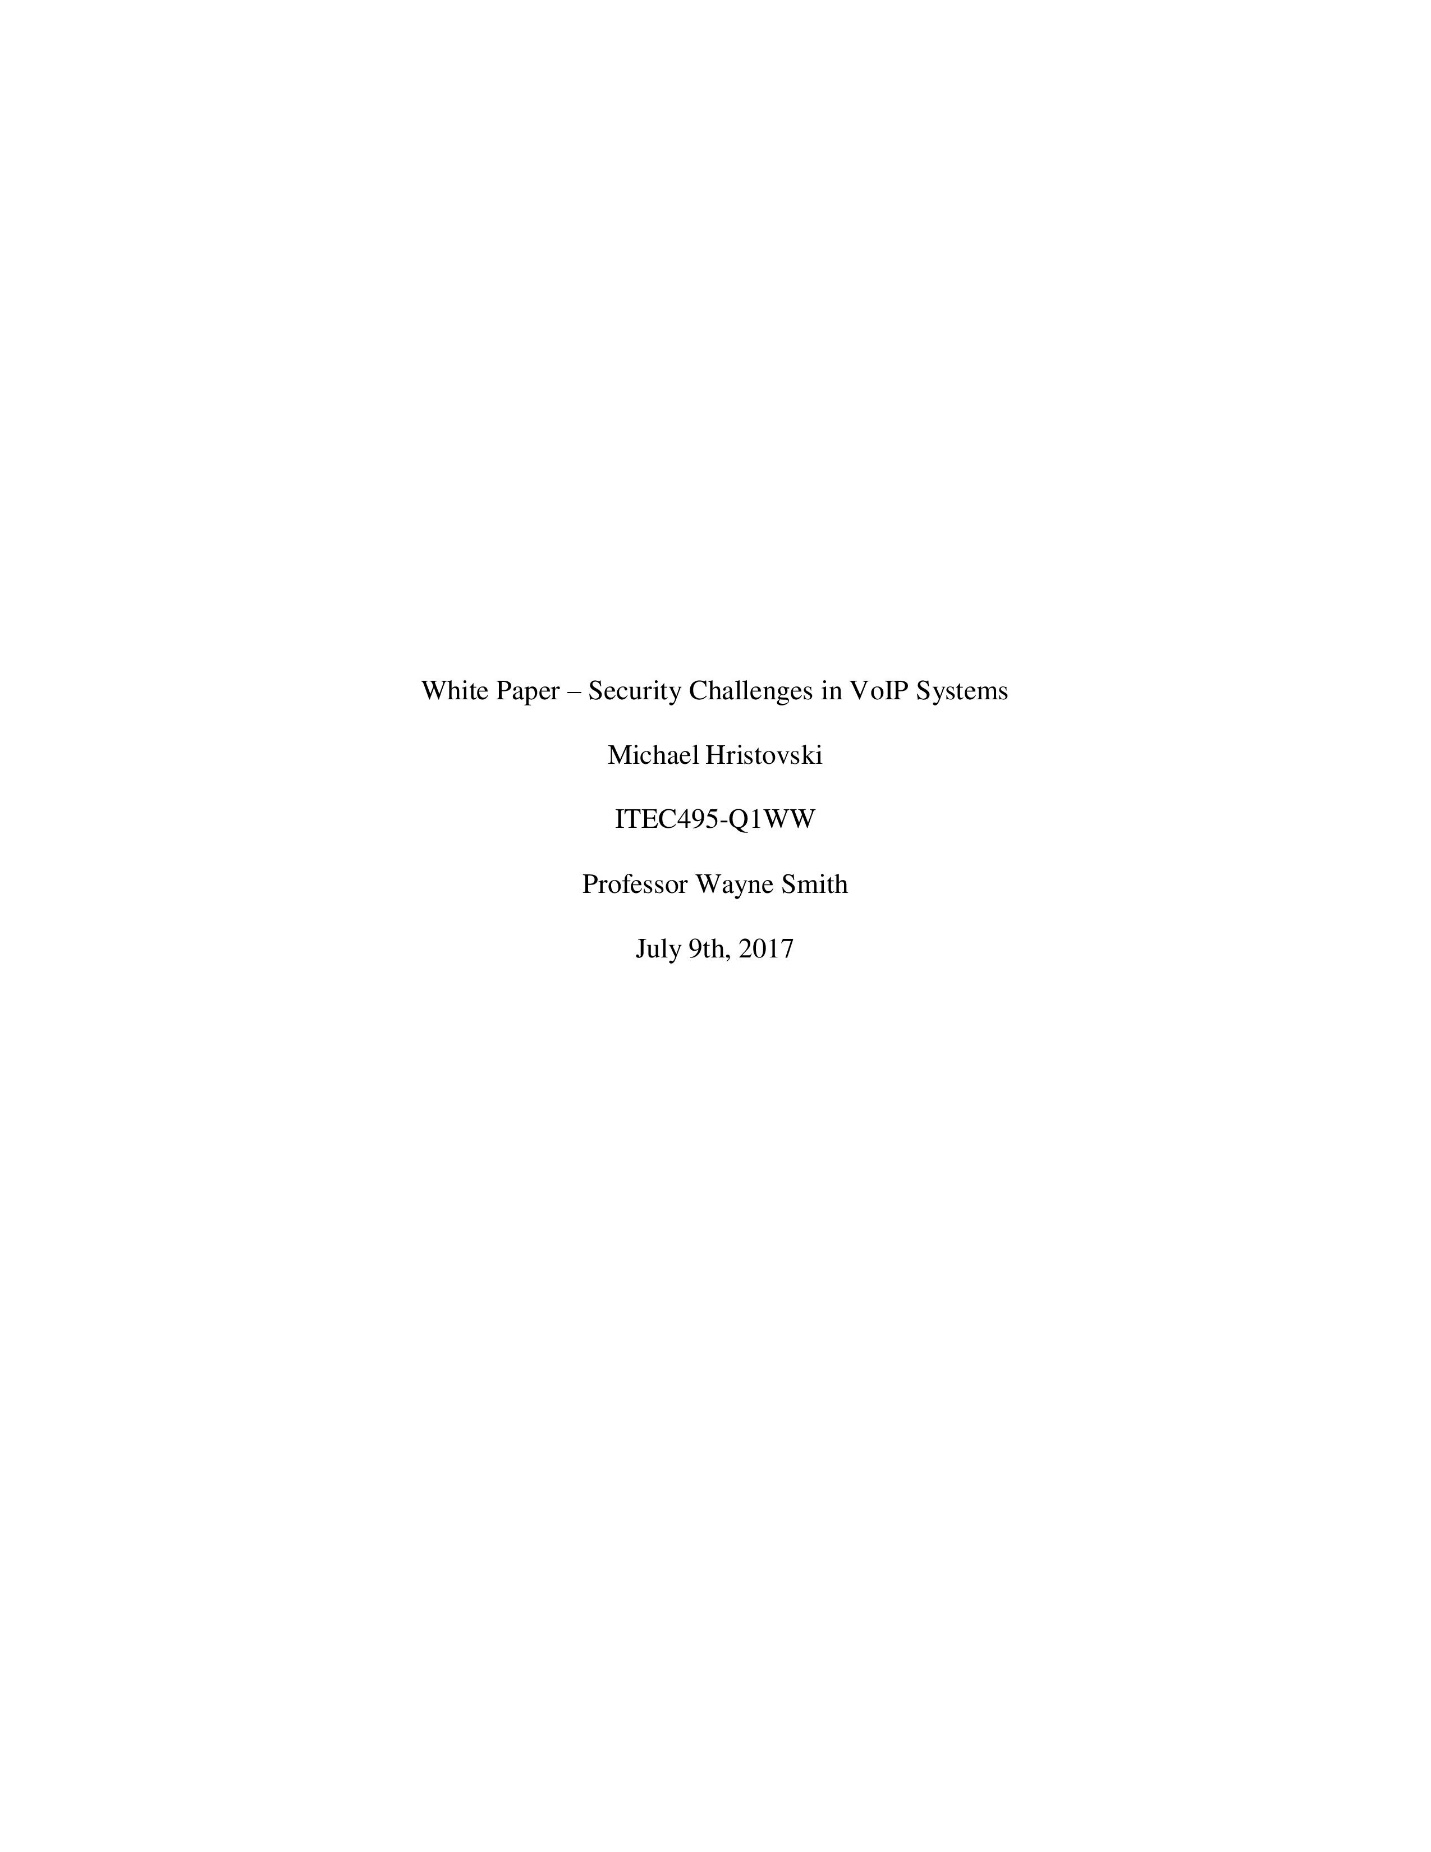 White Paper – Security Challenges in VoIP Systems
Michael Hristovski
ITEC495-Q1WW
Professor Wayne Smith
July 9th, 2017